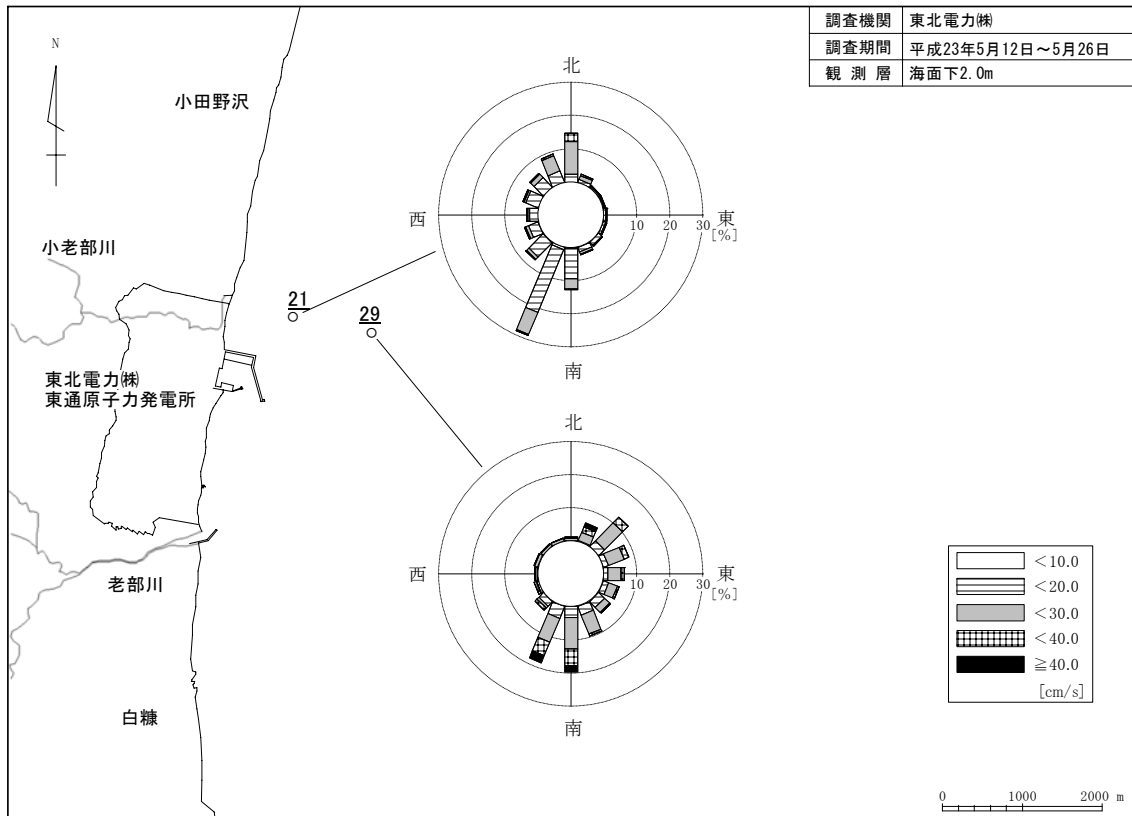 調査機関 東北電力㈱
調査期間 平成23年5月12日～5月26日
観測層 海面下2.0m
N
小田野沢
小老部川
東北電力㈱
東通原子力発電所
老部川
白糠
21
29
北
西
東
10 20 30
[%]
南
北
西
東
10 20 30
[%]
南
＜10.0
＜20.0
＜30.0
＜40.0
≧40.0
[cm/s]
0 1000 2000 m